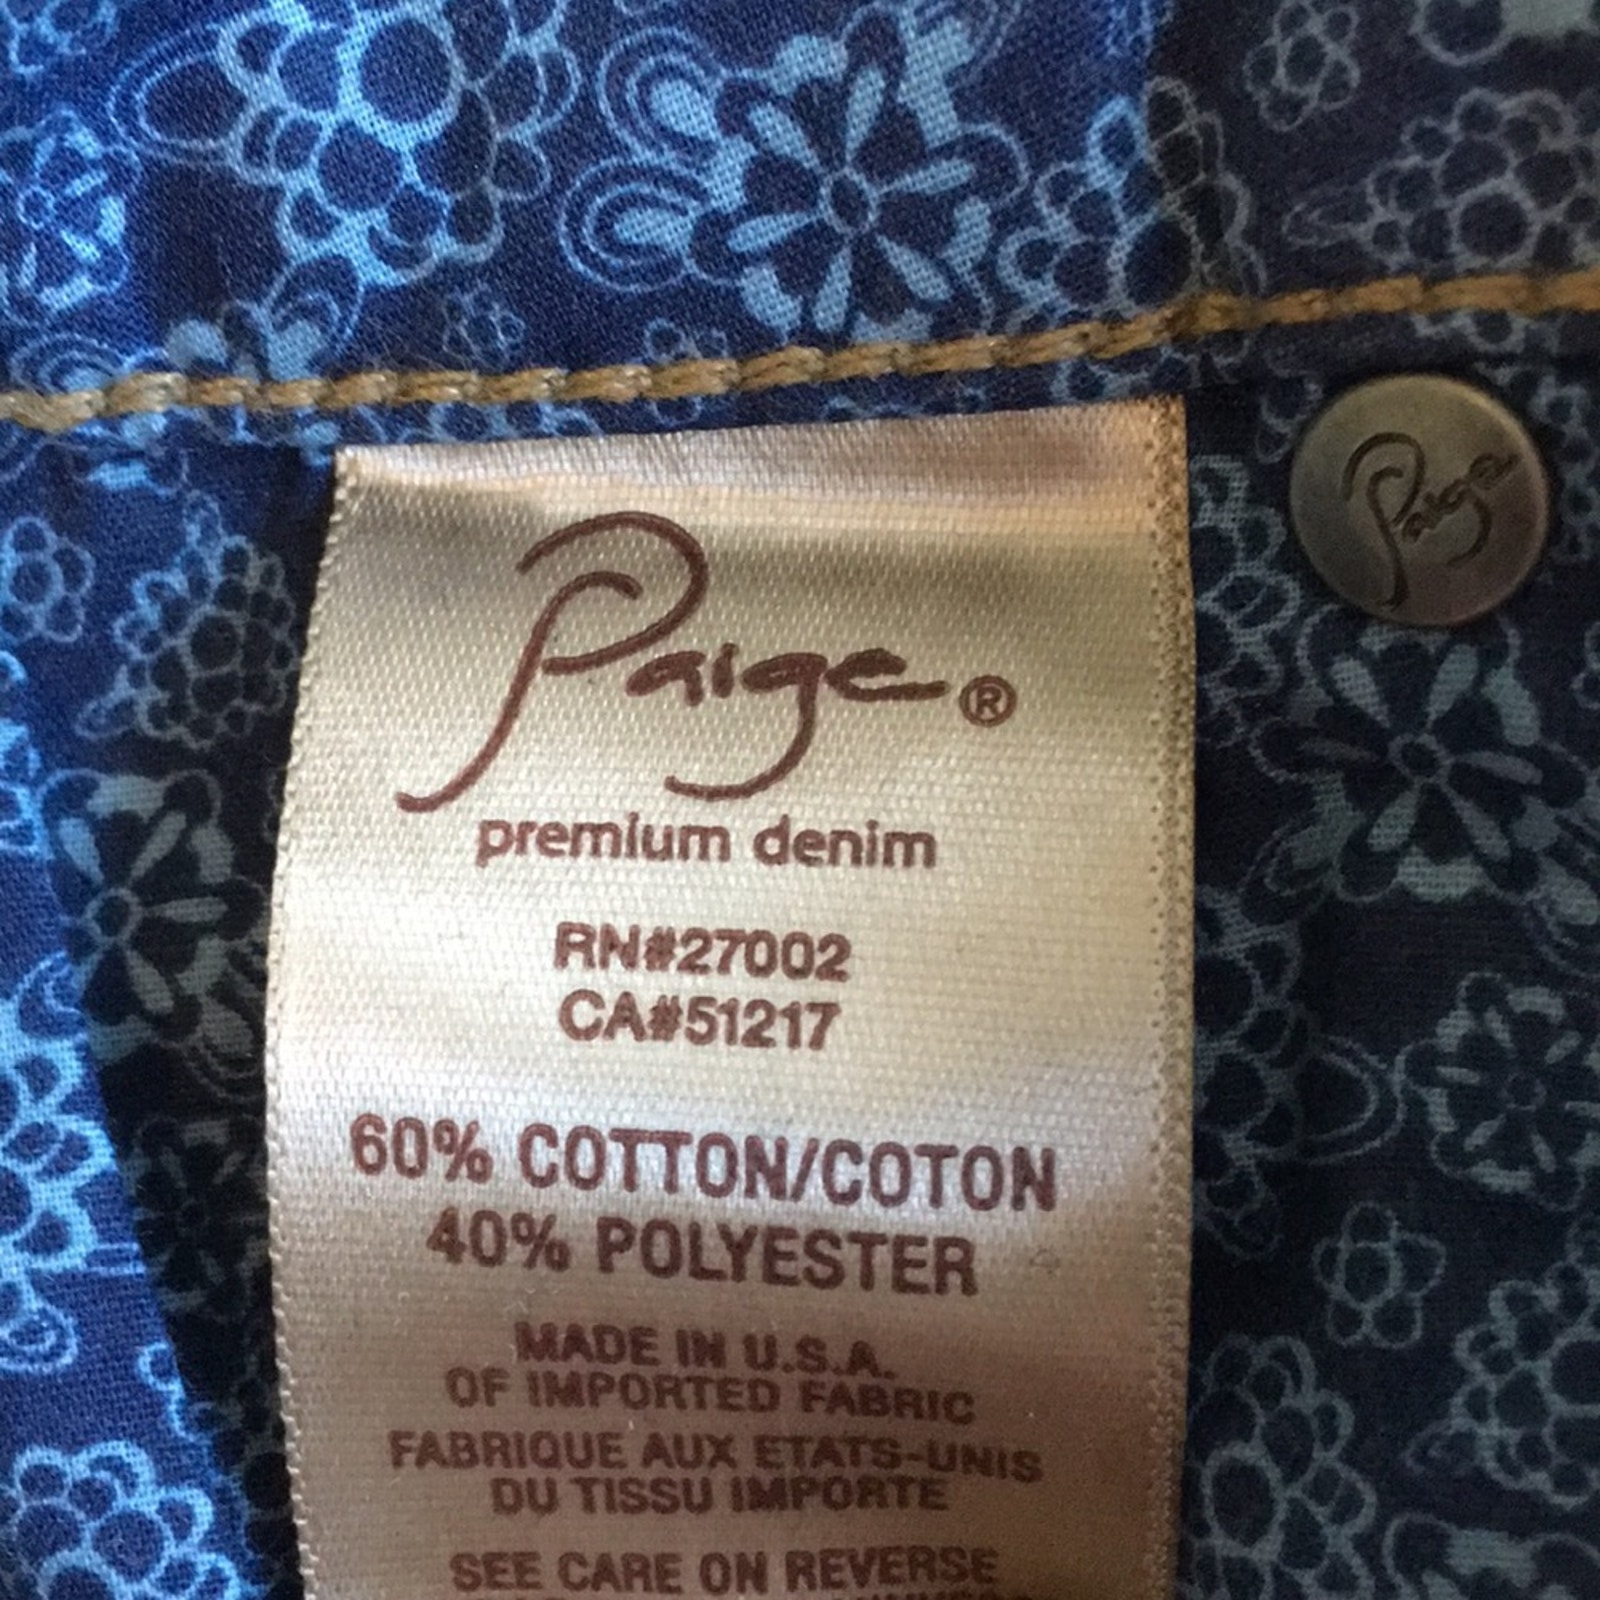 Paige®
Paige
premium denim
RN#27002
CA#51217
60% COTTON/COTON
40% POLYESTER
MADE IN U.S.A.
OF IMPORTED FABRIC
FABRIQUE AUX ETATS-UNIS
DU TISSU IMPORTE
SEE CARE ON REVERSE